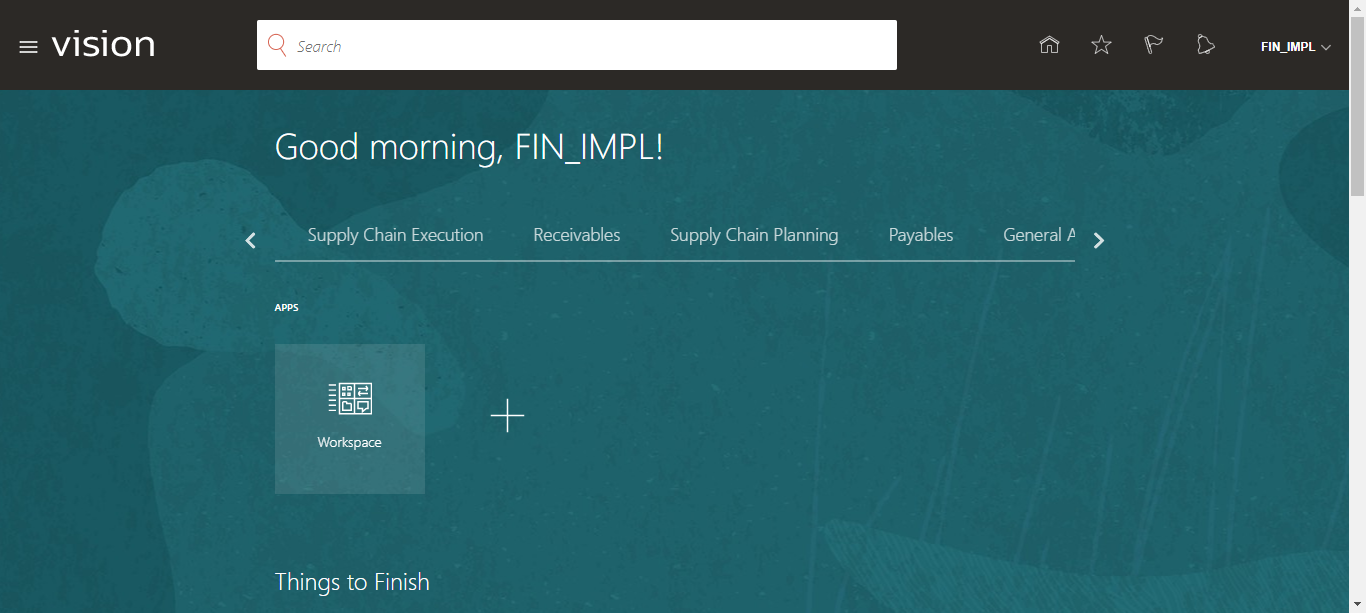 vision
Search
FIN_IMPL
Good morning, FIN_IMPL!
Supply Chain Execution Receivables Supply Chain Planning Payables General A
APPS
Workspace
Things to Finish